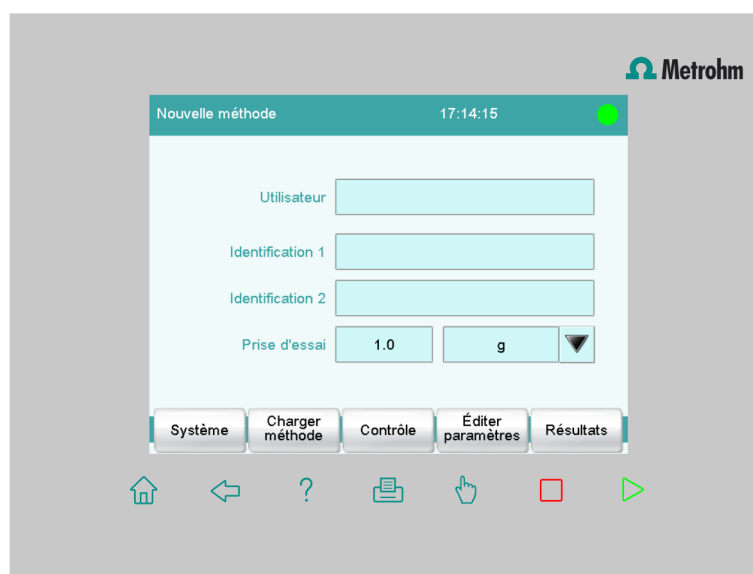 Metrohm
Nouvelle méthode 17:14:15
Utilisateur
Identification 1
Identification 2
Prise d'essai 1.0 g
Système Charger méthode Contrôle Éditer paramètres Résultats
?